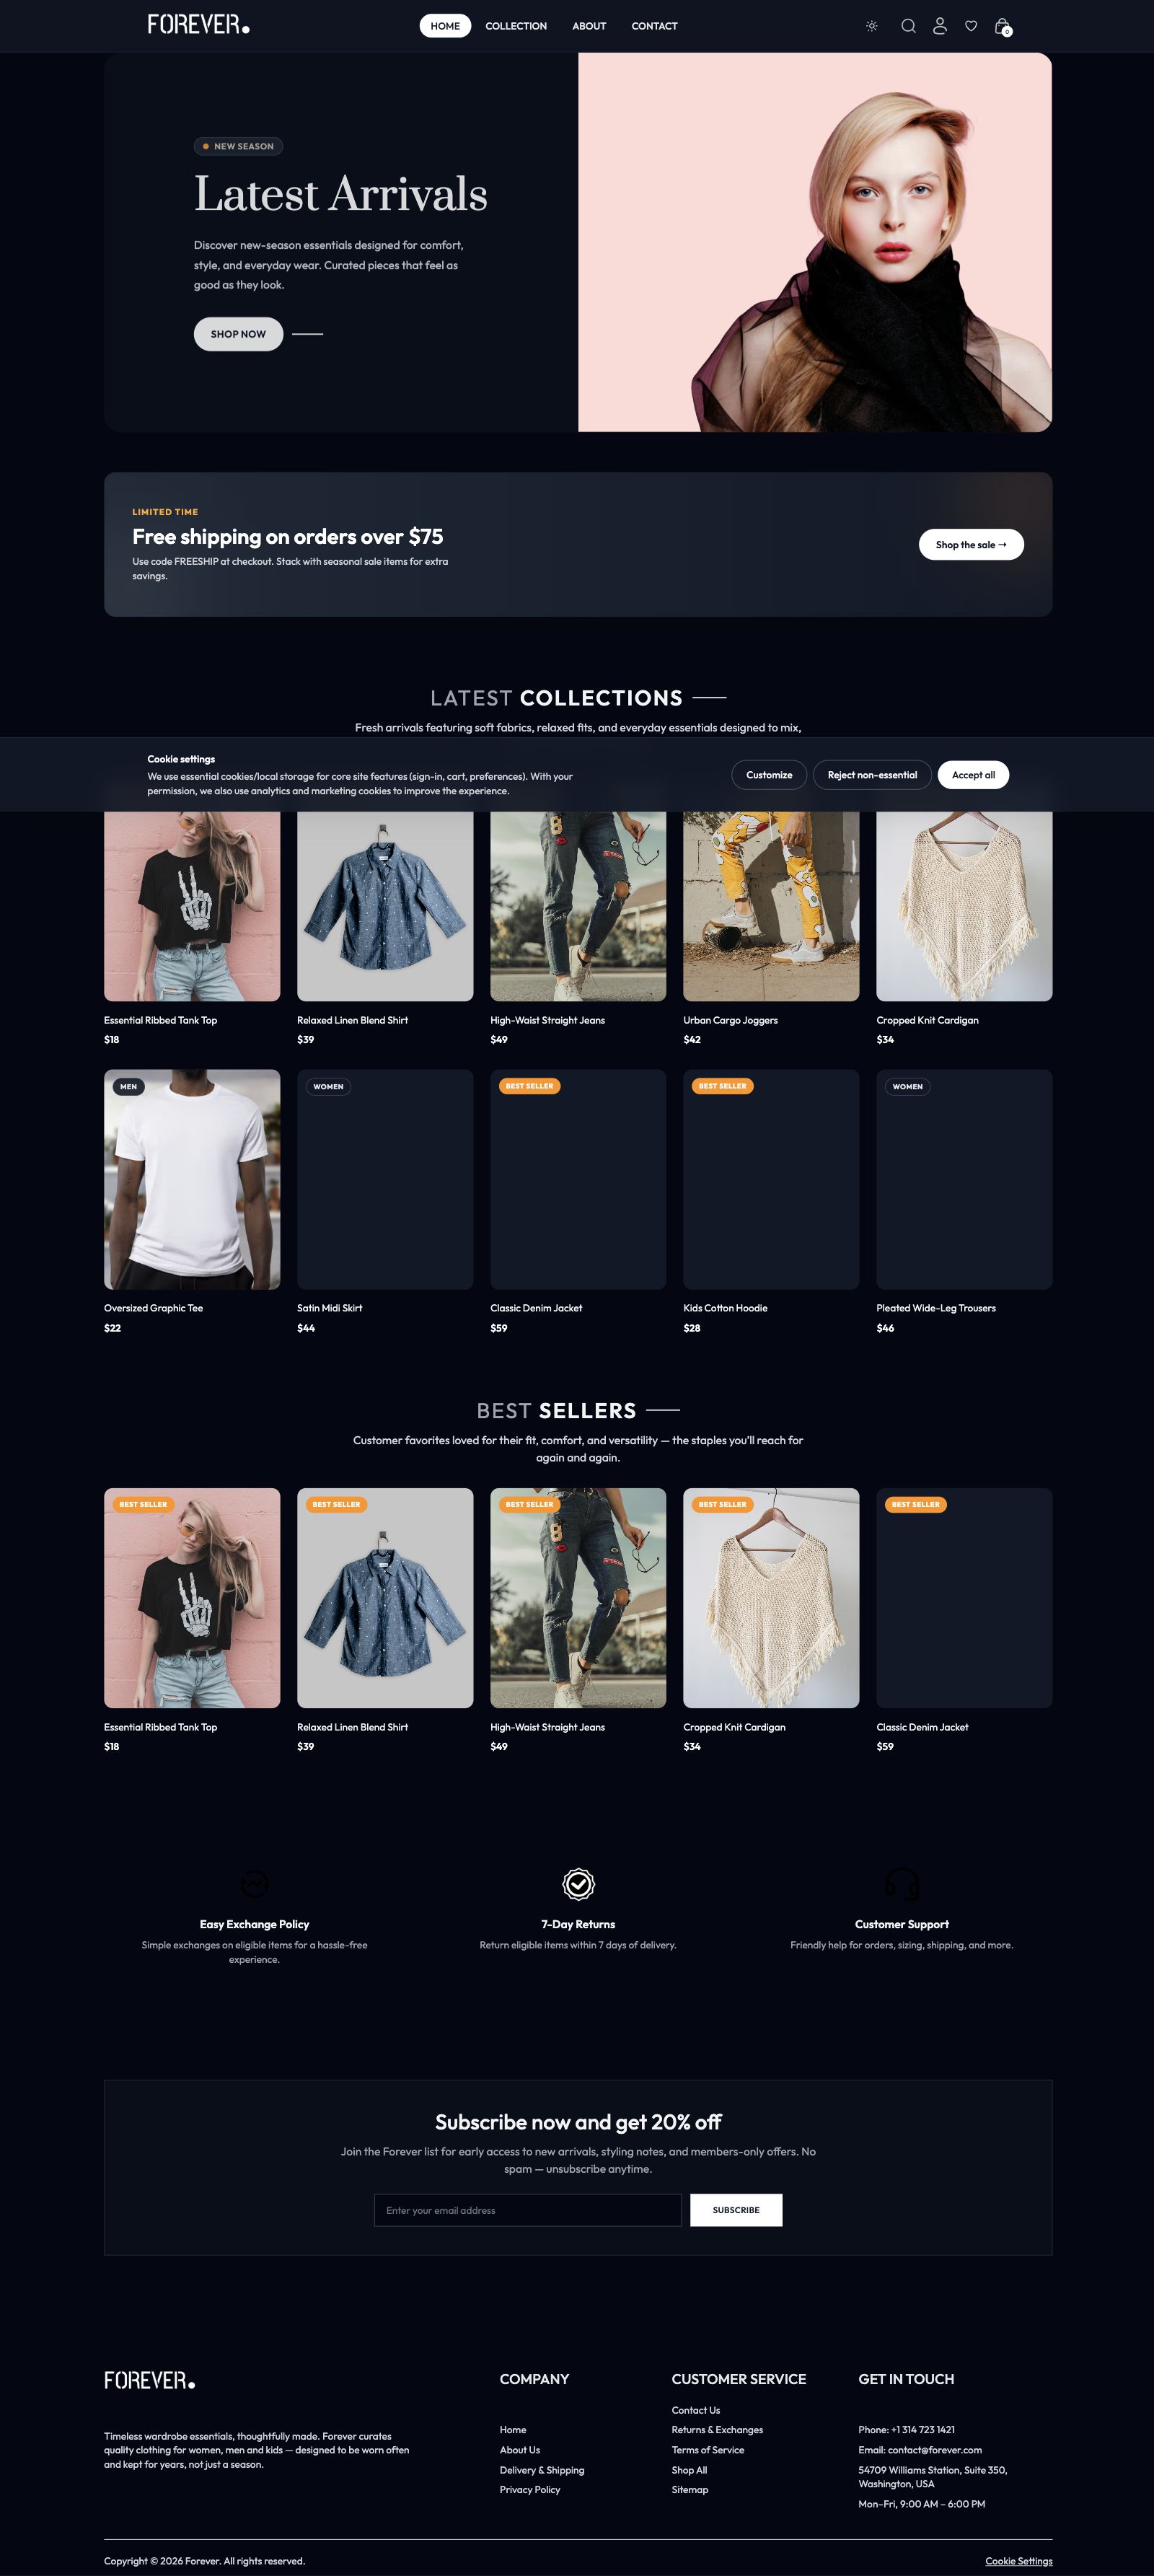 FOREVER.
HOME COLLECTION ABOUT CONTACT
0
NEW SEASON
Latest Arrivals
Discover new-season essentials designed for comfort,
style, and everyday wear. Curated pieces that feel as
good as they look.
SHOP NOW
LIMITED TIME
Free shipping on orders over $75
Use code FREESHIP at checkout. Stack with seasonal sale items for extra
savings.
Shop the sale →
LATEST COLLECTIONS
Fresh arrivals featuring soft fabrics, relaxed fits, and everyday essentials designed to mix,
Cookie settings
We use essential cookies/local storage for core site features (sign-in, cart, preferences). With your
permission, we also use analytics and marketing cookies to improve the experience.
Customize Reject non-essential Accept all
Essential Ribbed Tank Top
$18
Relaxed Linen Blend Shirt
$39
High-Waist Straight Jeans
$49
Urban Cargo Joggers
$42
Cropped Knit Cardigan
$34
MEN
Oversized Graphic Tee
$22
WOMEN
Satin Midi Skirt
$44
BEST SELLER
Classic Denim Jacket
$59
BEST SELLER
Kids Cotton Hoodie
$28
WOMEN
Pleated Wide-Leg Trousers
$46
BEST SELLERS
Customer favorites loved for their fit, comfort, and versatility — the staples you’ll reach for
again and again.
BEST SELLER
Essential Ribbed Tank Top
$18
BEST SELLER
Relaxed Linen Blend Shirt
$39
BEST SELLER
High-Waist Straight Jeans
$49
BEST SELLER
Cropped Knit Cardigan
$34
BEST SELLER
Classic Denim Jacket
$59
Easy Exchange Policy
Simple exchanges on eligible items for a hassle-free
experience.
7-Day Returns
Return eligible items within 7 days of delivery.
Customer Support
Friendly help for orders, sizing, shipping, and more.
Subscribe now and get 20% off
Join the Forever list for early access to new arrivals, styling notes, and members-only offers. No
spam — unsubscribe anytime.
Enter your email address
SUBSCRIBE
FOREVER.
Timeless wardrobe essentials, thoughtfully made. Forever curates
quality clothing for women, men and kids — designed to be worn often
and kept for years, not just a season.
COMPANY
Home
About Us
Delivery & Shipping
Privacy Policy
CUSTOMER SERVICE
Contact Us
Returns & Exchanges
Terms of Service
Shop All
Sitemap
GET IN TOUCH
Phone: +1 314 723 1421
Email: contact@forever.com
54709 Williams Station, Suite 350,
Washington, USA
Mon–Fri, 9:00 AM – 6:00 PM
Copyright © 2026 Forever. All rights reserved.
Cookie Settings